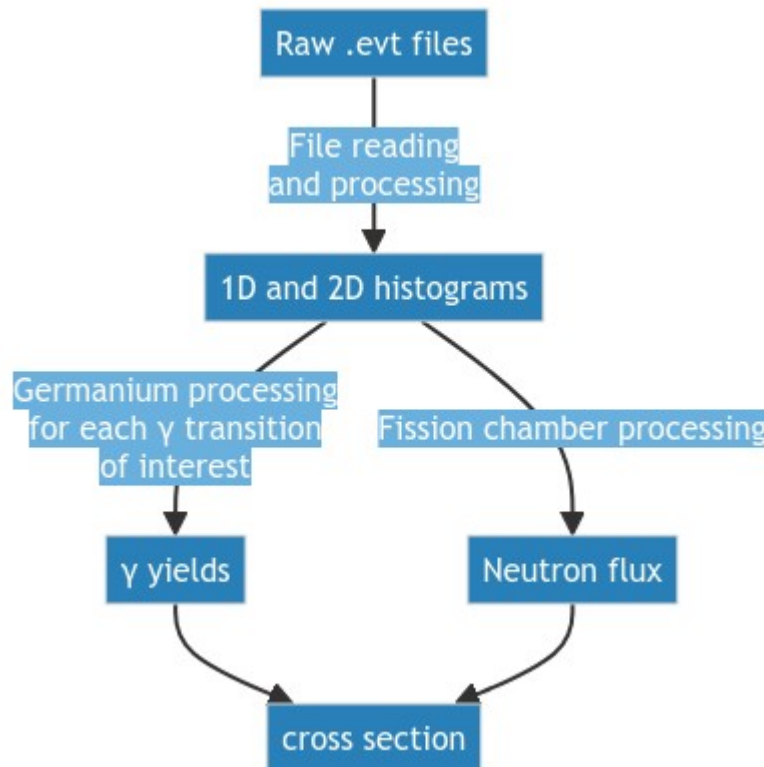 Raw .evt files
File reading
and processing
1D and 2D histograms
Germanium processing
for each γ transition
of interest
Fission chamber processing
γ yields
Neutron flux
cross section